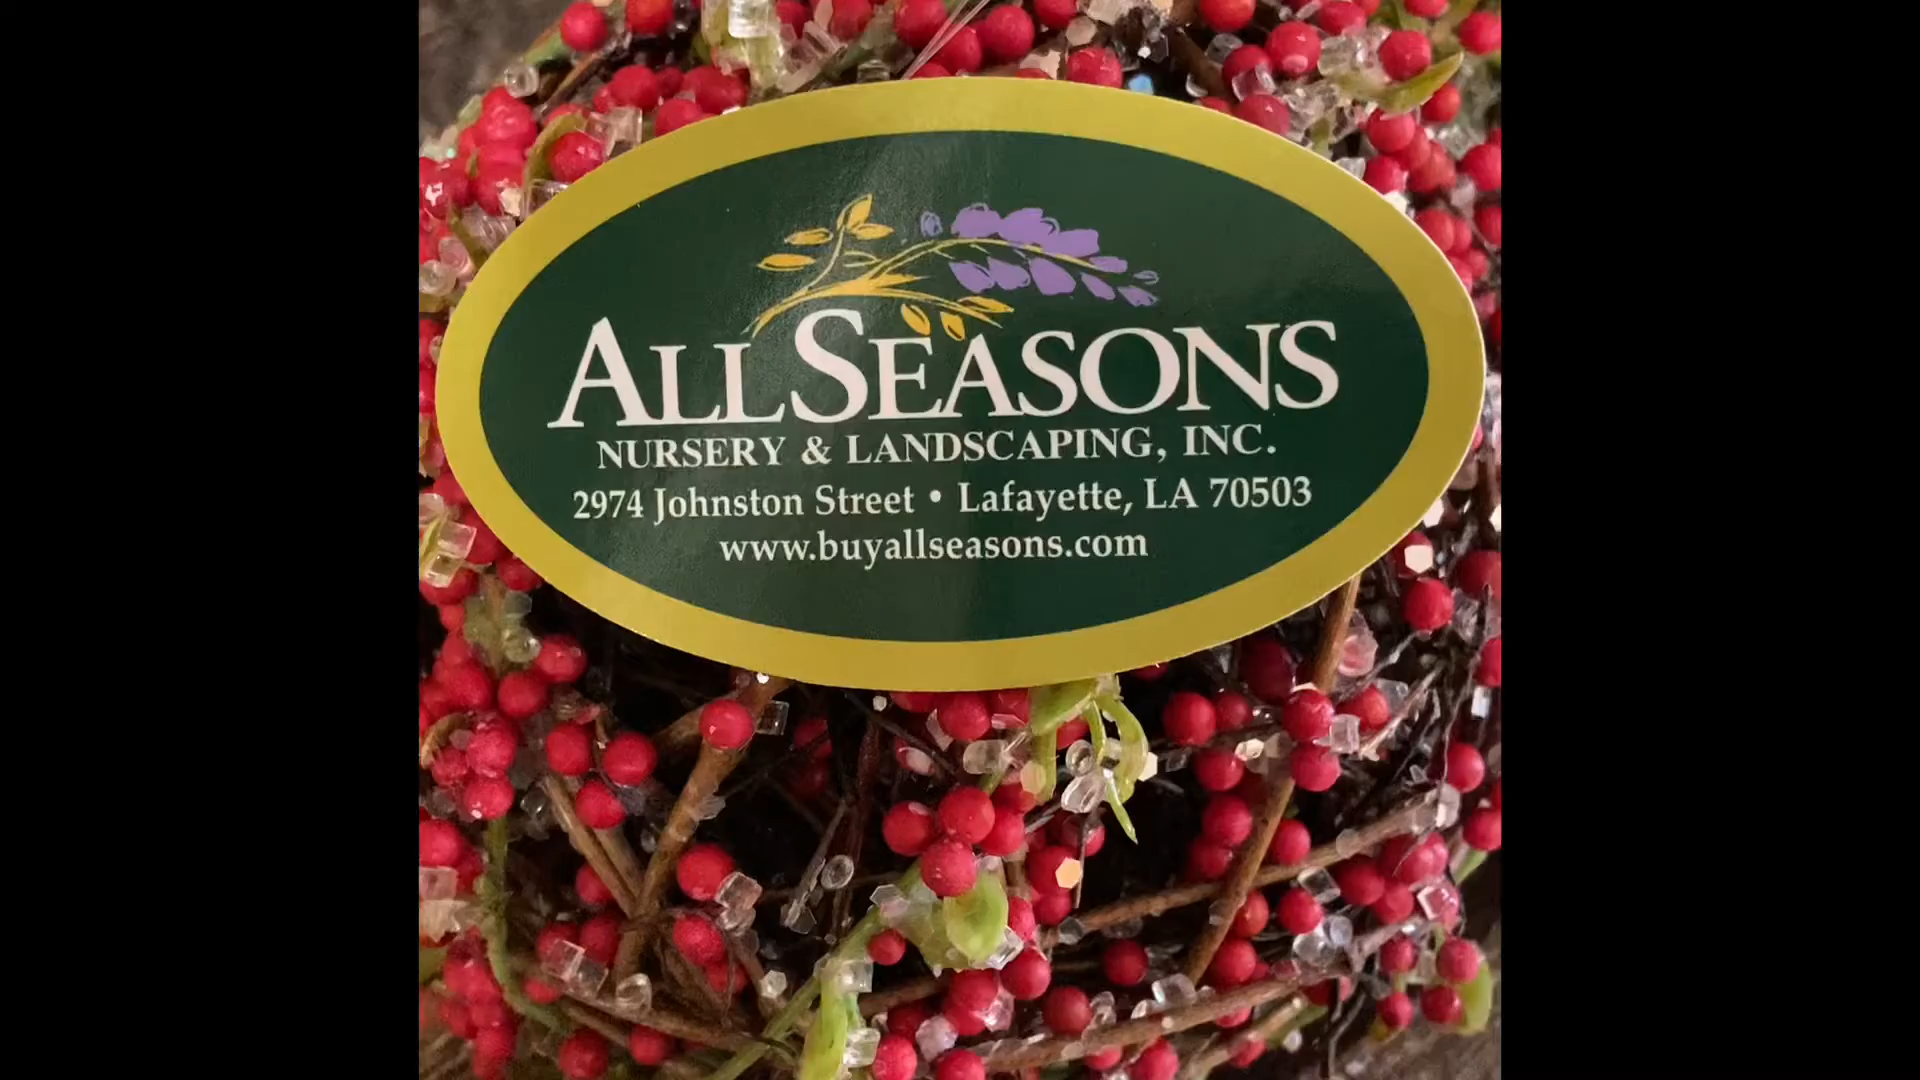 ALLSEASONS
NURSERY & LANDSCAPING, INC.
2974 Johnston Street • Lafayette, LA 70503
www.buyallseasons.com